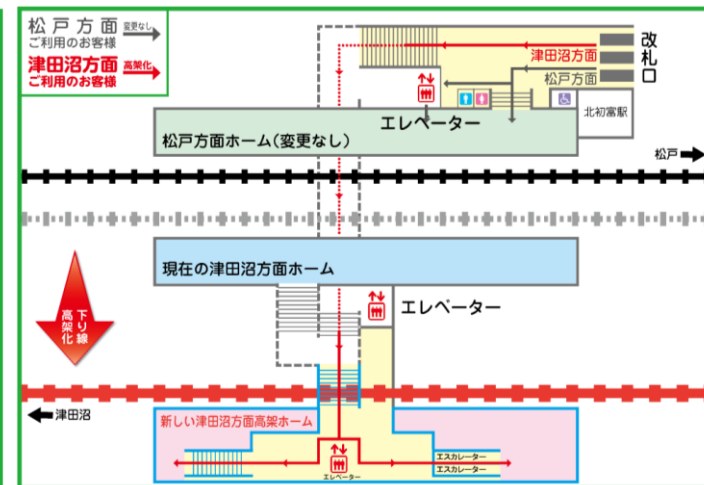 松戸方面 変更なし
ご利用のお客様
津田沼方面 高架化
ご利用のお客様
津田沼方面
松戸方面
改札口
北初富駅
エレベーター
松戸方面ホーム(変更なし)
松戸
現在の津田沼方面ホーム
エレベーター
下り線
高架化
津田沼
新しい津田沼方面高架ホーム
エスカレーター
エスカレーター
エレベーター